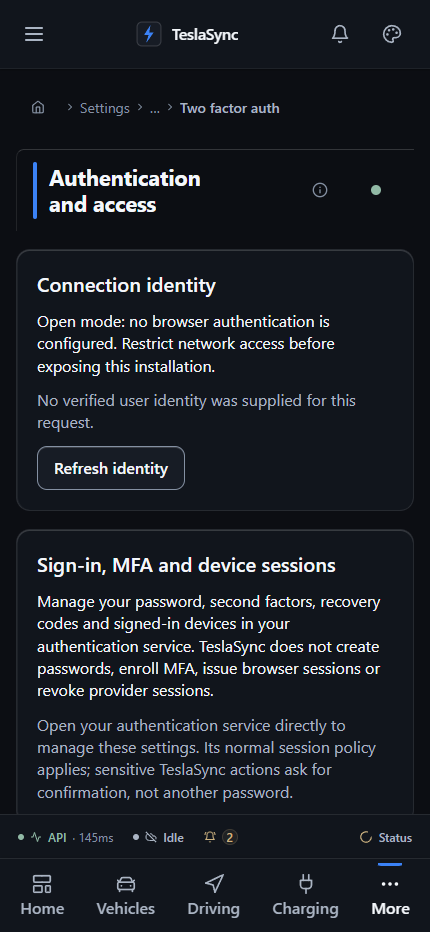 TeslaSync
Settings > ... > Two factor auth
Authentication
and access
Connection identity
Open mode: no browser authentication is
configured. Restrict network access before
exposing this installation.
No verified user identity was supplied for this
request.
Refresh identity
Sign-in, MFA and device sessions
Manage your password, second factors, recovery
codes and signed-in devices in your
authentication service. TeslaSync does not create
passwords, enroll MFA, issue browser sessions or
revoke provider sessions.
Open your authentication service directly to
manage these settings. Its normal session policy
applies; sensitive TeslaSync actions ask for
confirmation, not another password.
API · 145ms Idle 2 Status
Home Vehicles Driving Charging More